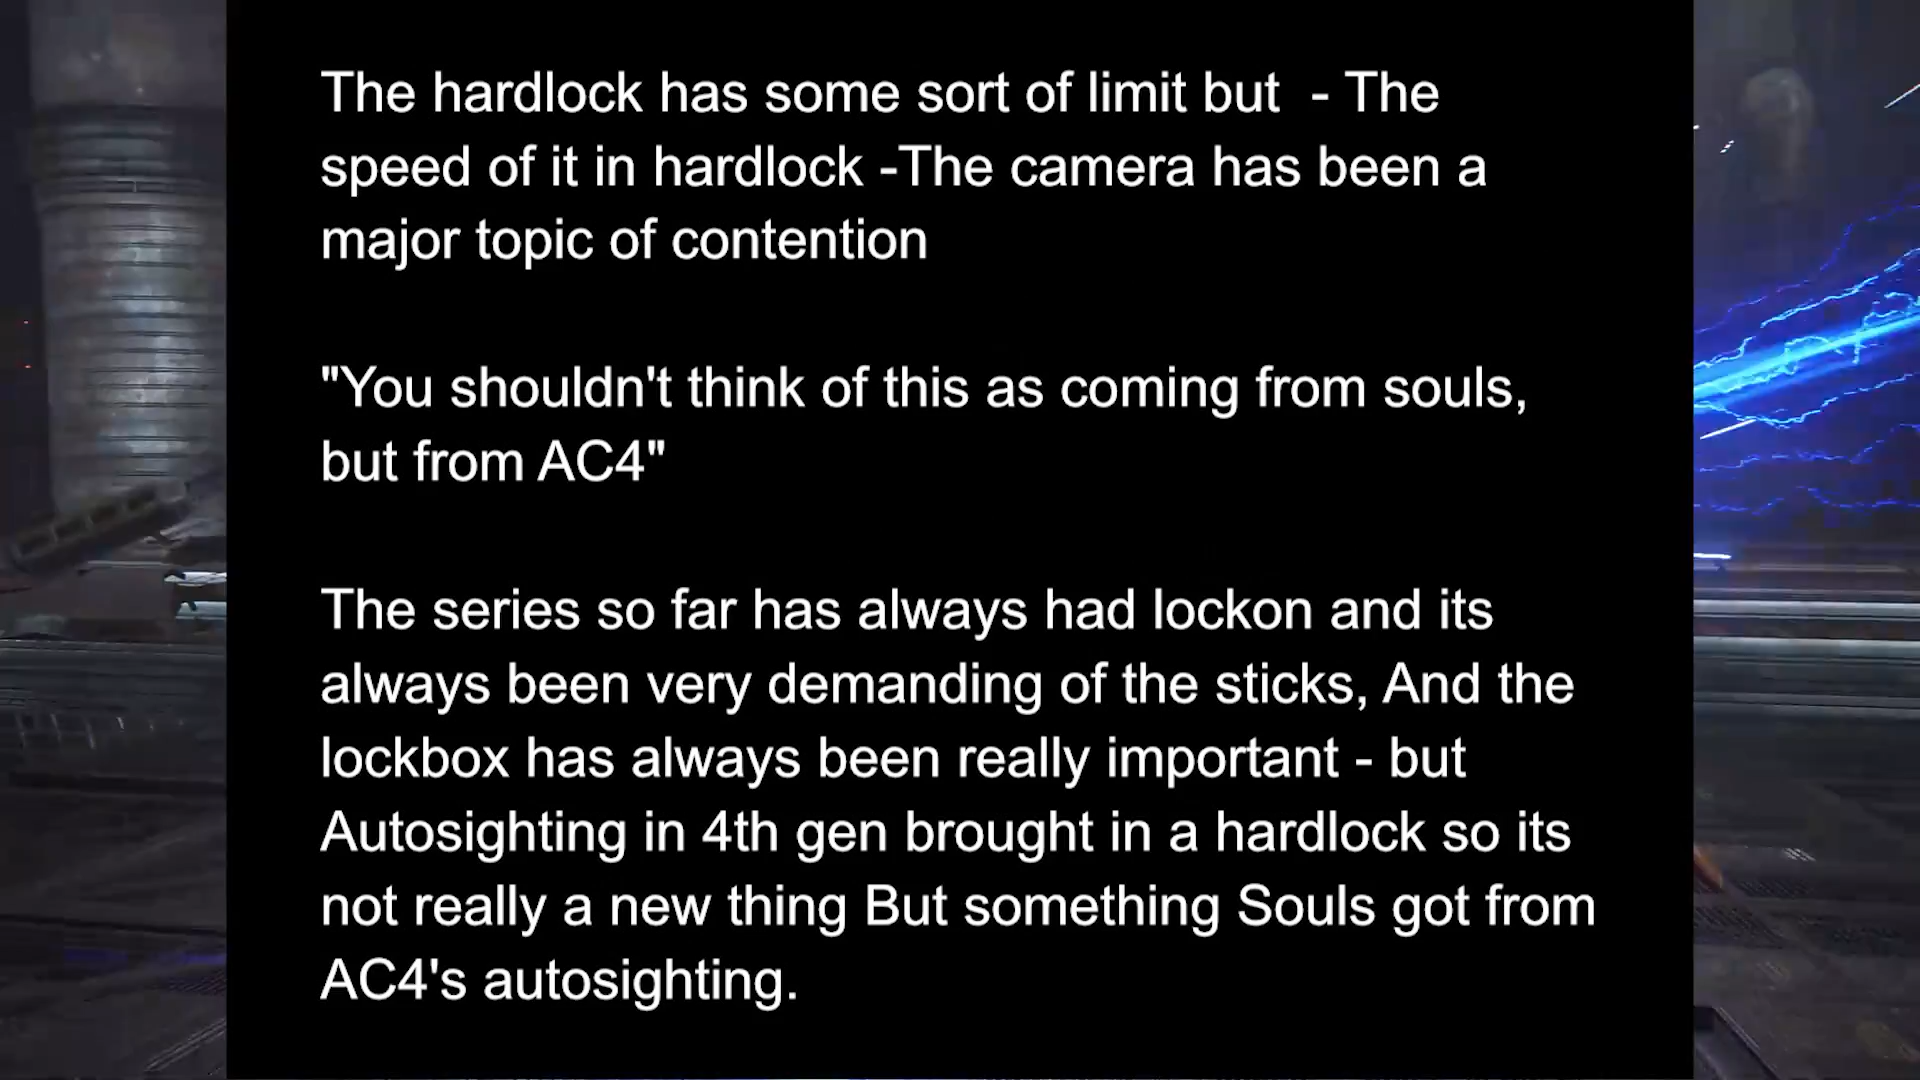 The hardlock has some sort of limit but  - The
speed of it in hardlock -The camera has been a
major topic of contention
"You shouldn't think of this as coming from souls,
but from AC4"
The series so far has always had lockon and its
always been very demanding of the sticks, And the
lockbox has always been really important - but
Autosighting in 4th gen brought in a hardlock so its
not really a new thing But something Souls got from
AC4's autosighting.